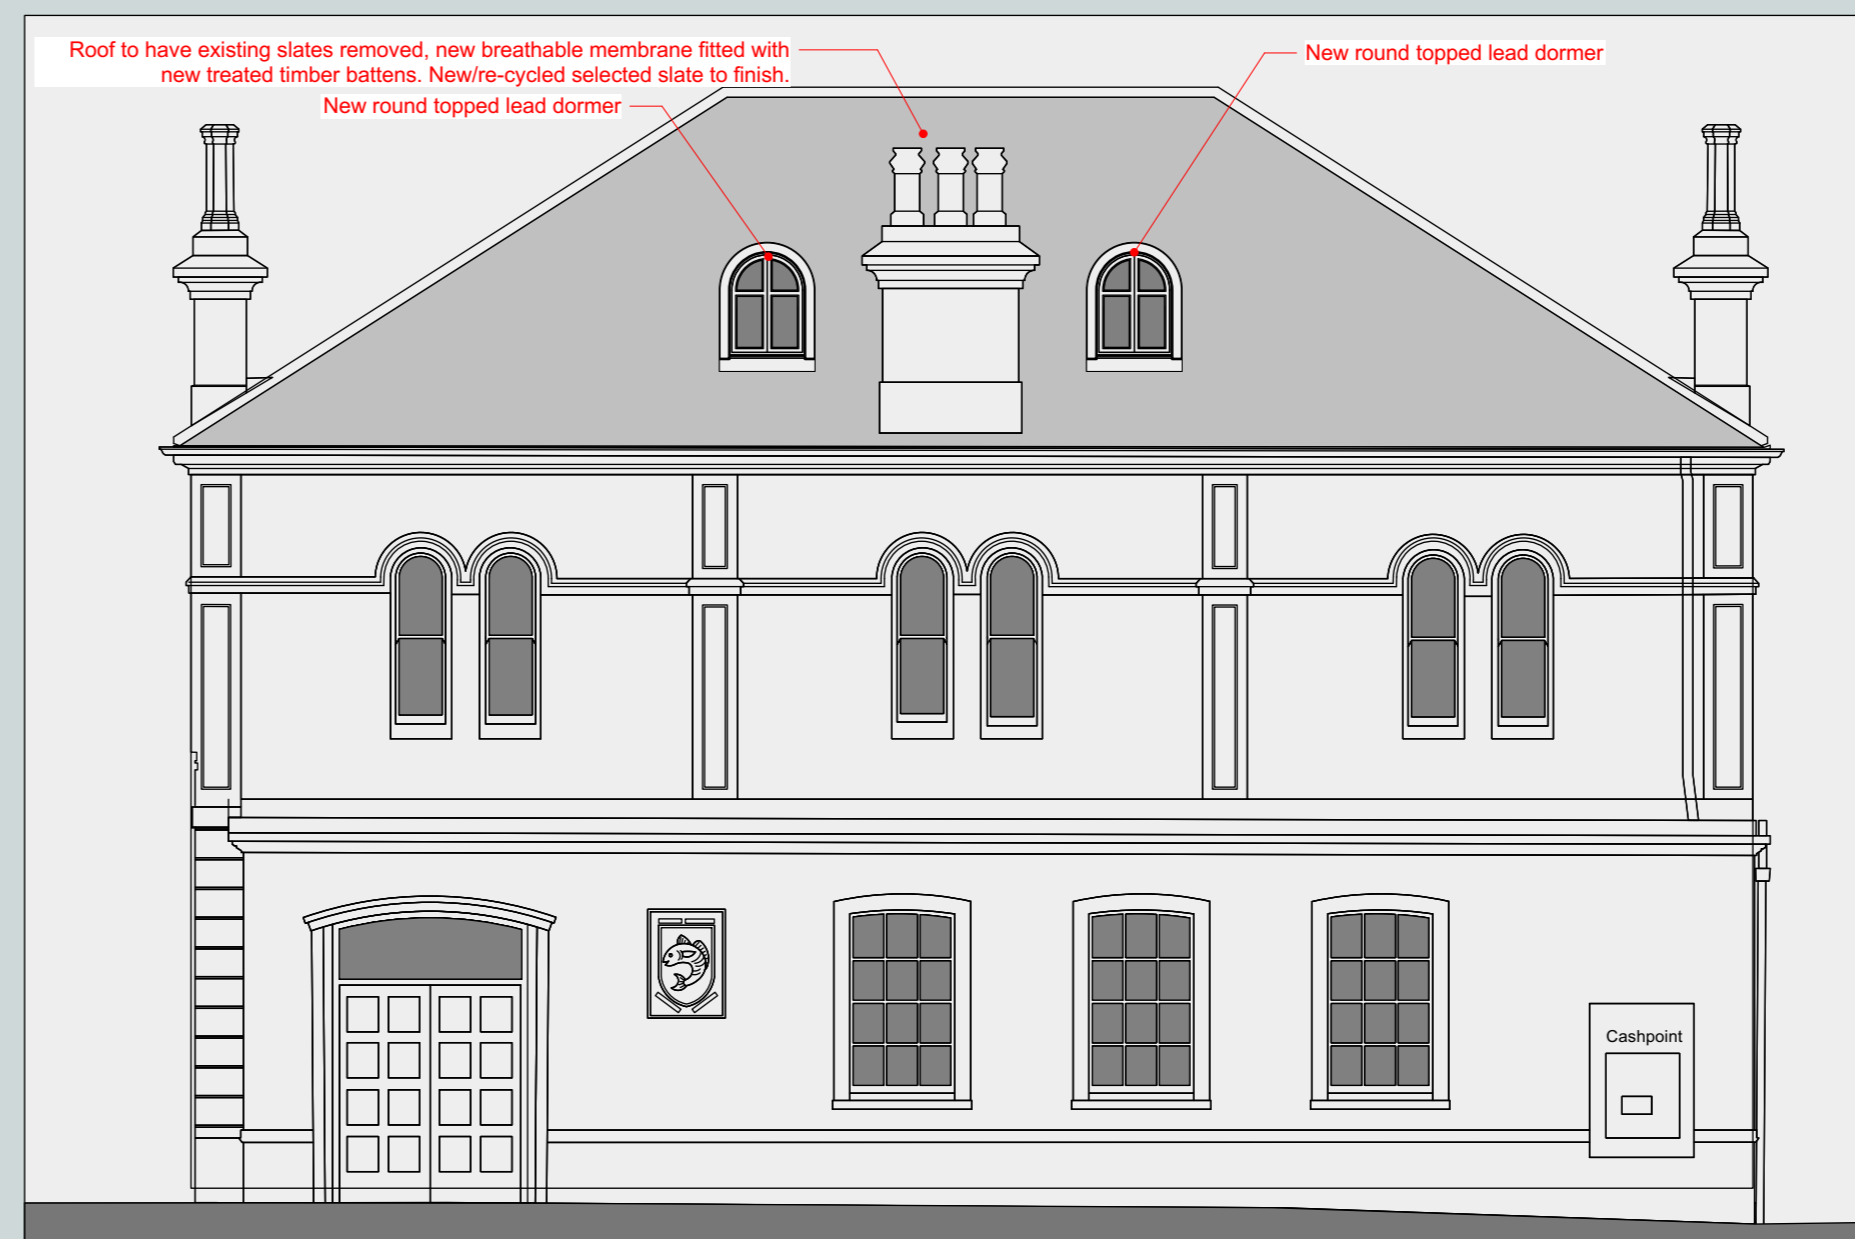 Roof to have existing slates removed, new breathable membrane fitted with
new treated timber battens. New/re-cycled selected slate to finish.
New round topped lead dormer
New round topped lead dormer
Cashpoint